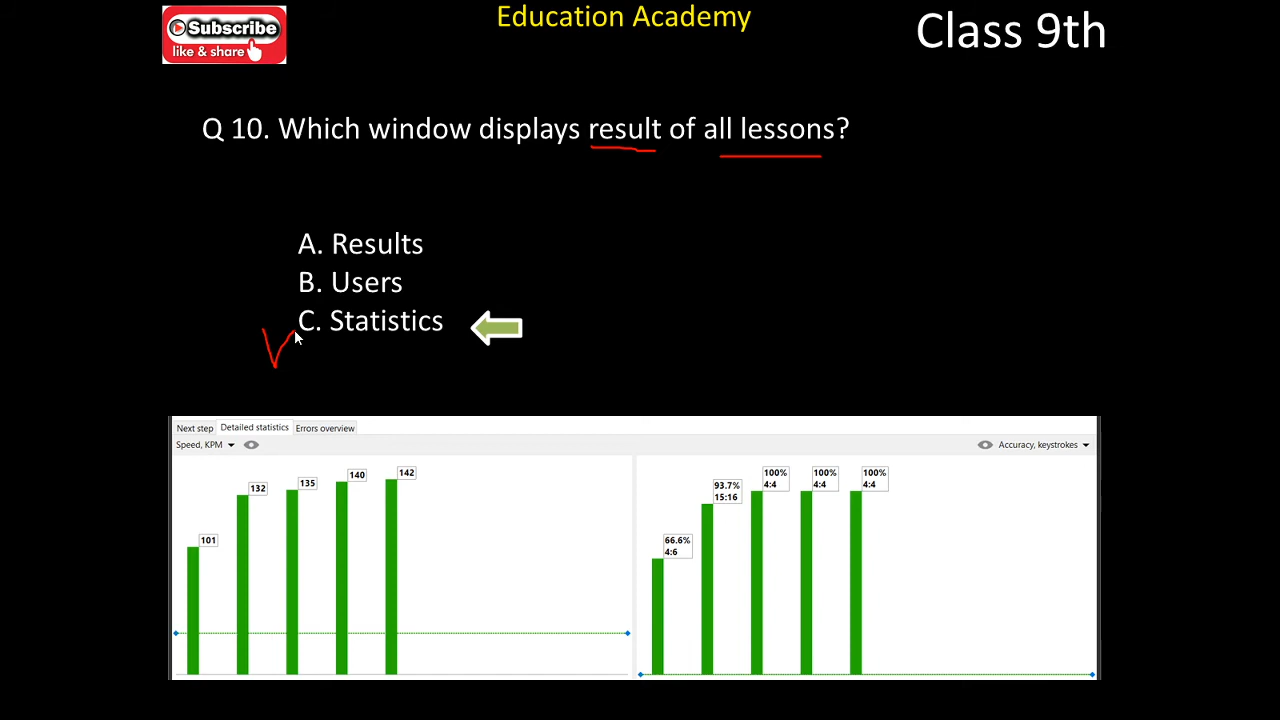 Subscribe
like & share
Education Academy
Class 9th
Q 10. Which window displays result of all lessons?
A. Results
B. Users
C. Statistics
Next step Detailed statistics Errors overview
Speed, KPM
Accuracy, keystrokes
101
132
135
140
142
66.6%
4:6
93.7%
15:16
100%
4:4
100%
4:4
100%
4:4